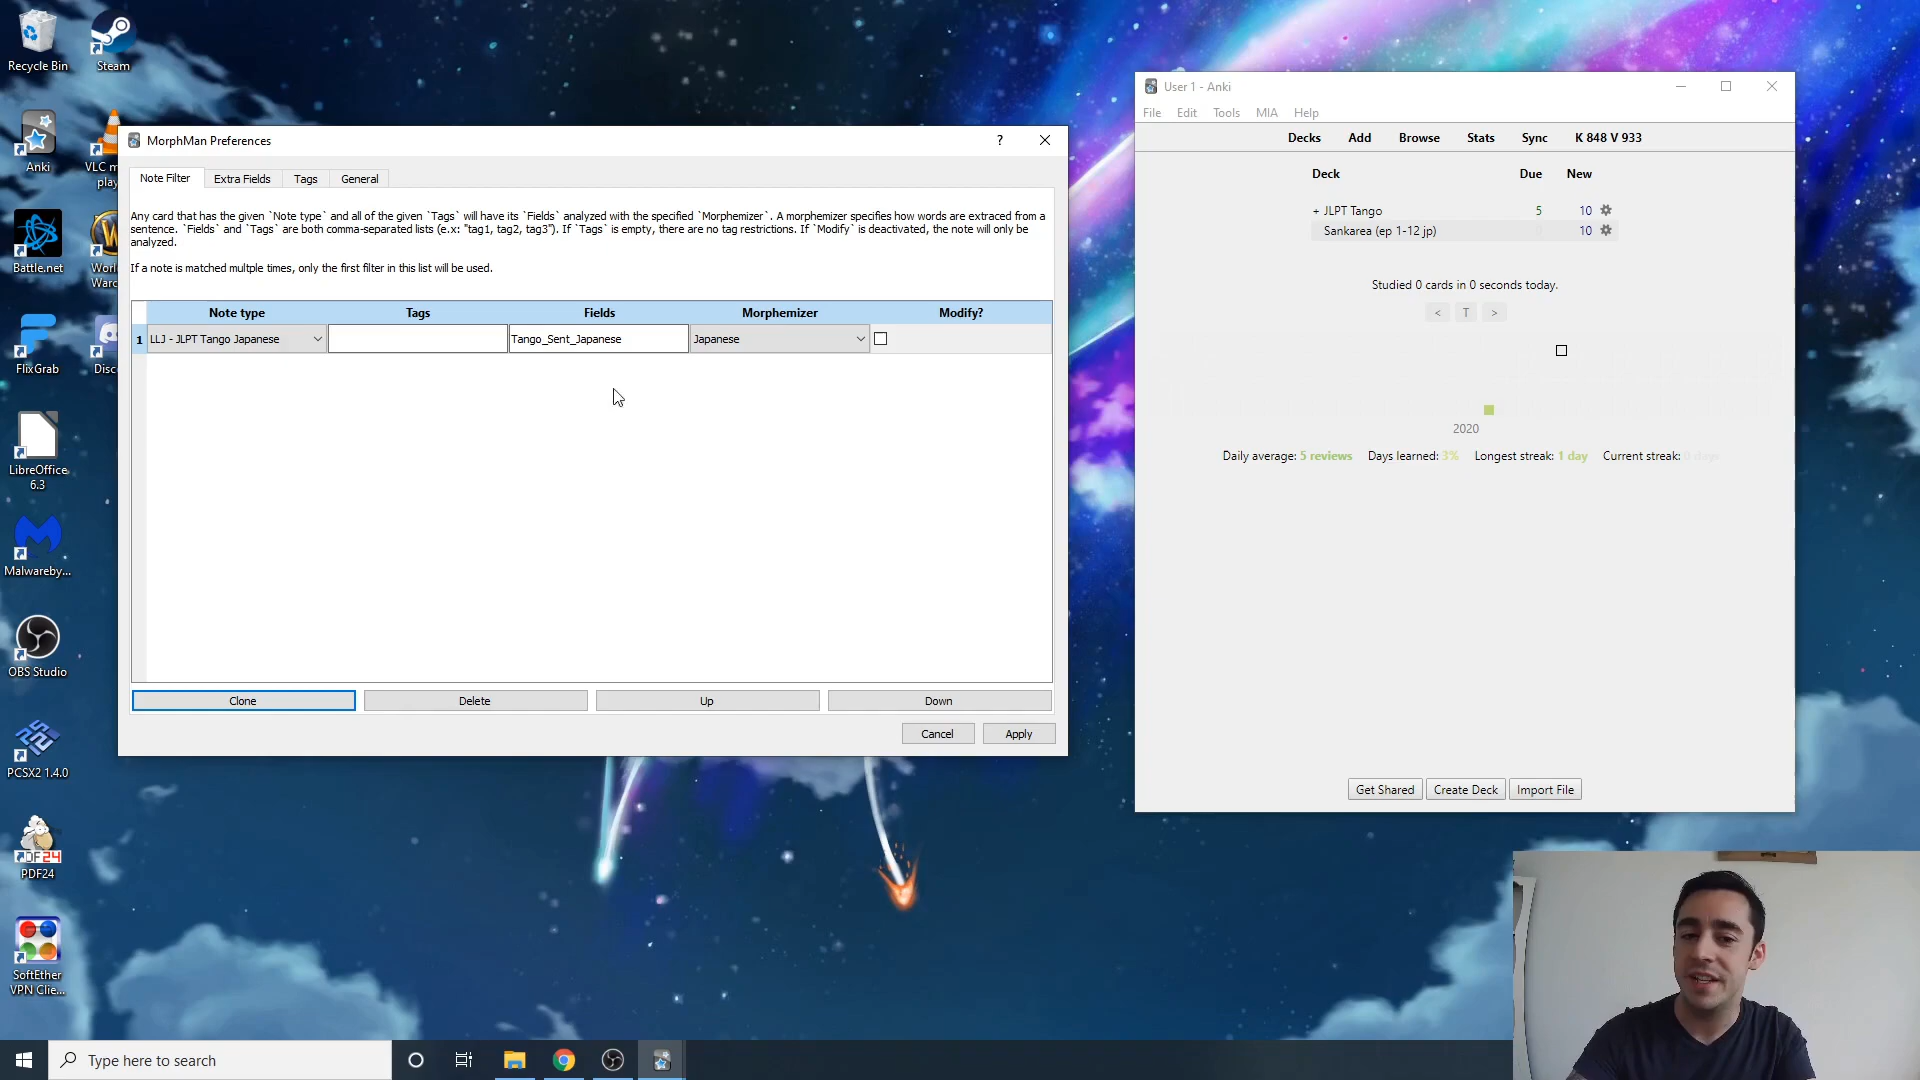 Recycle Bin
Steam
Anki
VLC m
play
Battle.net
Worl
Warc
FlixGrab
Disc
LibreOffice
6.3
Malwareby...
OBS Studio
PCSX2 1.4.0
PDF24
SoftEther
VPN Clie...
MorphMan Preferences
?
Note Filter
Extra Fields
Tags
General
Any card that has the given `Note type` and all of the given `Tags` will have its `Fields` analyzed with the specified `Morphemizer`. A morphemizer specifies how words are extraced from a
sentence. `Fields` and `Tags` are both comma-separated lists (e.x: "tag1, tag2, tag3"). If `Tags` is empty, there are no tag restrictions. If `Modify` is deactivated, the note will only be
analyzed.
If a note is matched multple times, only the first filter in this list will be used.
Note type Tags Fields Morphemizer Modify?
1 LLJ - JLPT Tango Japanese Tango_Sent_Japanese Japanese
Clone Delete Up Down
Cancel Apply
User 1 - Anki
File Edit Tools MIA Help
Decks Add Browse Stats Sync K 848 V 933
Deck Due New
+ JLPT Tango 5 10
Sankarea (ep 1-12 jp) 0 10
Studied 0 cards in 0 seconds today.
< T >
2020
Daily average: 5 reviews Days learned: 3% Longest streak: 1 day Current streak: 0 days
Get Shared Create Deck Import File
Type here to search